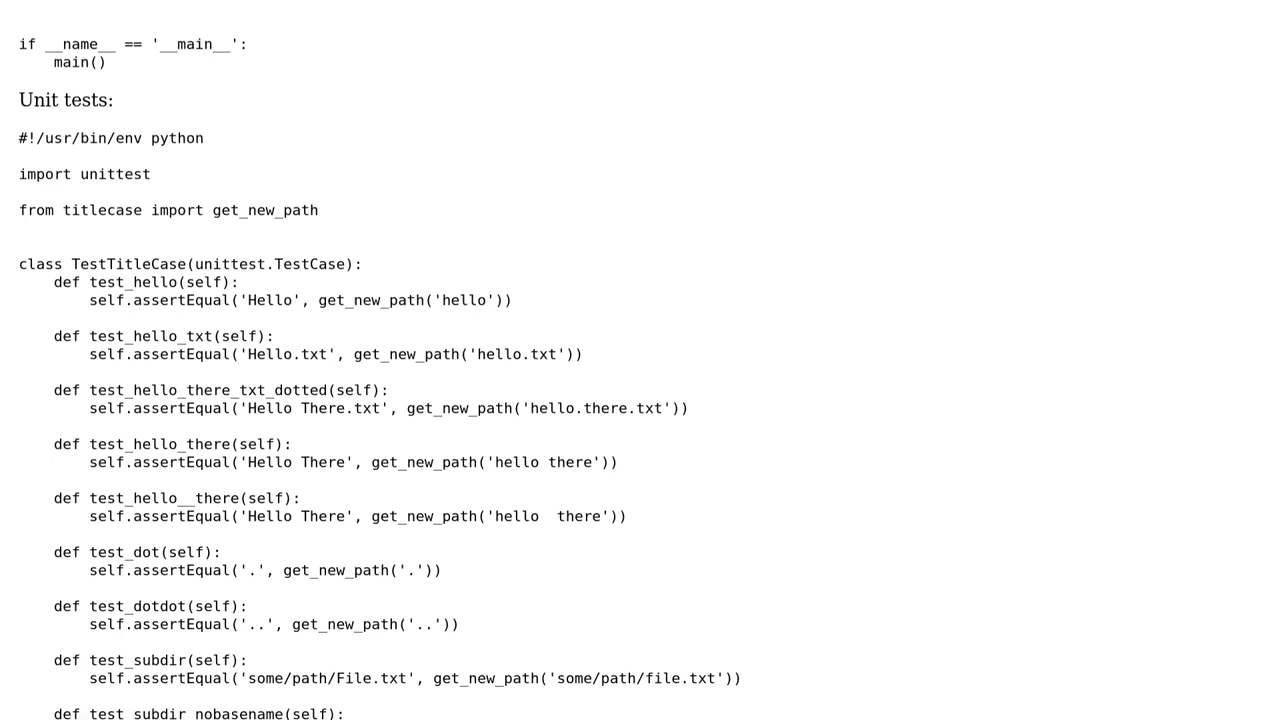 if __name__ == '__main__':
    main()
Unit tests:
#!/usr/bin/env python
import unittest
from titlecase import get_new_path
class TestTitleCase(unittest.TestCase):
    def test_hello(self):
        self.assertEqual('Hello', get_new_path('hello'))
    def test_hello_txt(self):
        self.assertEqual('Hello.txt', get_new_path('hello.txt'))
    def test_hello_there_txt_dotted(self):
        self.assertEqual('Hello There.txt', get_new_path('hello.there.txt'))
    def test_hello_there(self):
        self.assertEqual('Hello There', get_new_path('hello there'))
    def test_hello__there(self):
        self.assertEqual('Hello There', get_new_path('hello  there'))
    def test_dot(self):
        self.assertEqual('.', get_new_path('.'))
    def test_dotdot(self):
        self.assertEqual('..', get_new_path('..'))
    def test_subdir(self):
        self.assertEqual('some/path/File.txt', get_new_path('some/path/file.txt'))
    def test_subdir_nobasename(self):